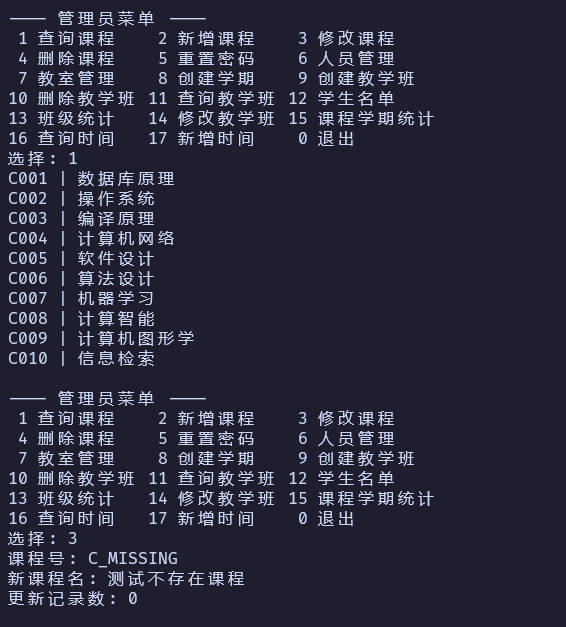 ──── 管理员菜单 ────
 1 查询课程    2 新增课程    3 修改课程
 4 删除课程    5 重置密码    6 人员管理
 7 教室管理    8 创建学期    9 创建教学班
10 删除教学班 11 查询教学班 12 学生名单
13 班级统计   14 修改教学班 15 课程学期统计
16 查询时间   17 新增时间    0 退出
选择: 1
C001 | 数据库原理
C002 | 操作系统
C003 | 编译原理
C004 | 计算机网络
C005 | 软件设计
C006 | 算法设计
C007 | 机器学习
C008 | 计算智能
C009 | 计算机图形学
C010 | 信息检索

──── 管理员菜单 ────
 1 查询课程    2 新增课程    3 修改课程
 4 删除课程    5 重置密码    6 人员管理
 7 教室管理    8 创建学期    9 创建教学班
10 删除教学班 11 查询教学班 12 学生名单
13 班级统计   14 修改教学班 15 课程学期统计
16 查询时间   17 新增时间    0 退出
选择: 3
课程号: C_MISSING
新课程名: 测试不存在课程
更新记录数: 0